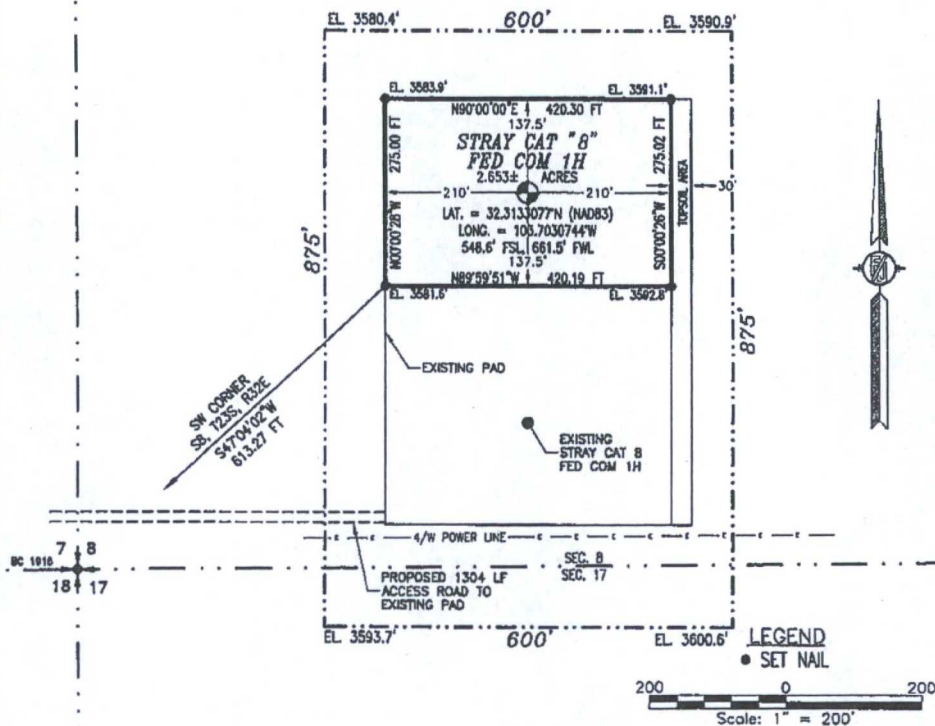 EL. 3580.4'
600'
EL. 3590.9'
EL. 3583.9'
EL. 3591.1'
N90°00'00"E 420.30 FT
137.5'
STRAY CAT "8"
FED COM 1H
2.653± ACRES
210'
210'
30'
LAT. = 32.3133077'N (NAD83)
LONG. = 103.7030744'W
548.6' FSL, 661.5' FWL
137.5'
N89°59'51"W 420.19 FT
N00°00'28"W 275.00 FT
S00°00'26"W 275.02 FT
TOPSOIL AREA
875'
EL. 3581.6'
EL. 3592.8'
875'
EXISTING PAD
SW CORNER
S8, T23S, R32E
S47°04'02"W
613.27 FT
EXISTING
STRAY CAT 8
FED COM 1H
4/W POWER LINE
SEC. 8
SEC. 17
7 8
BC 1916
18 17
PROPOSED 1304 LF
ACCESS ROAD TO
EXISTING PAD
EL. 3593.7'
600'
EL. 3600.6'
LEGEND
SET NAIL
200 0 200
Scale: 1" = 200'